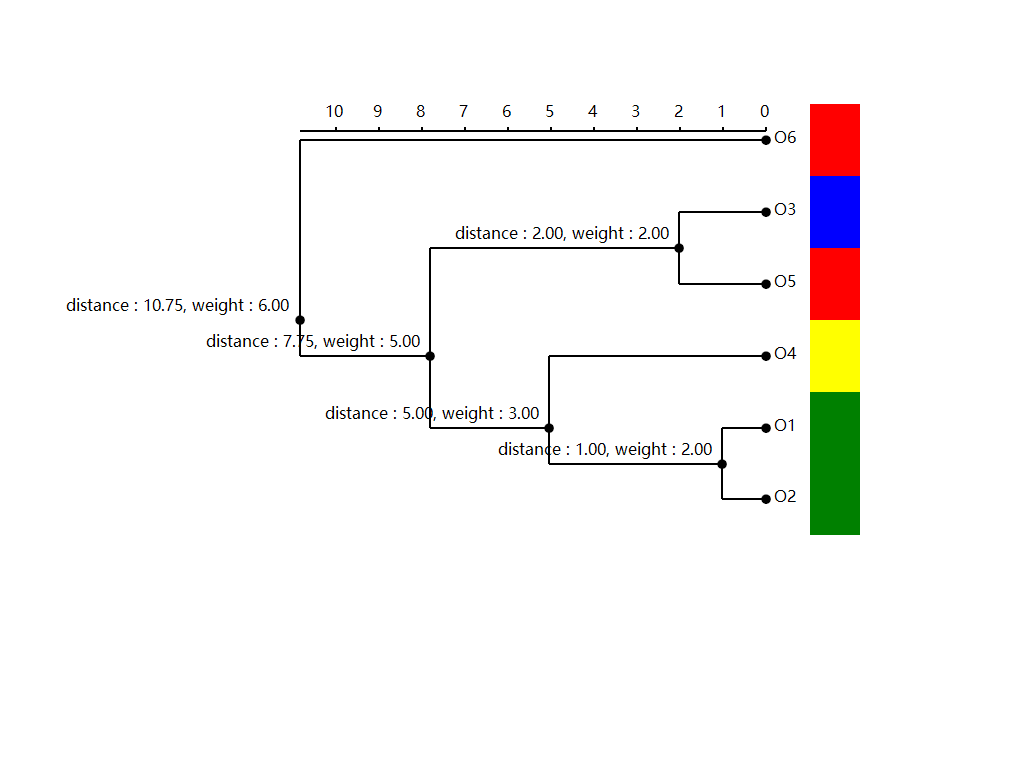 10 9 8 7 6 5 4 3 2 1 0
O6
O3
distance : 2.00, weight : 2.00
O5
distance : 10.75, weight : 6.00
distance : 7.75, weight : 5.00
O4
distance : 5.00, weight : 3.00
O1
distance : 1.00, weight : 2.00
O2